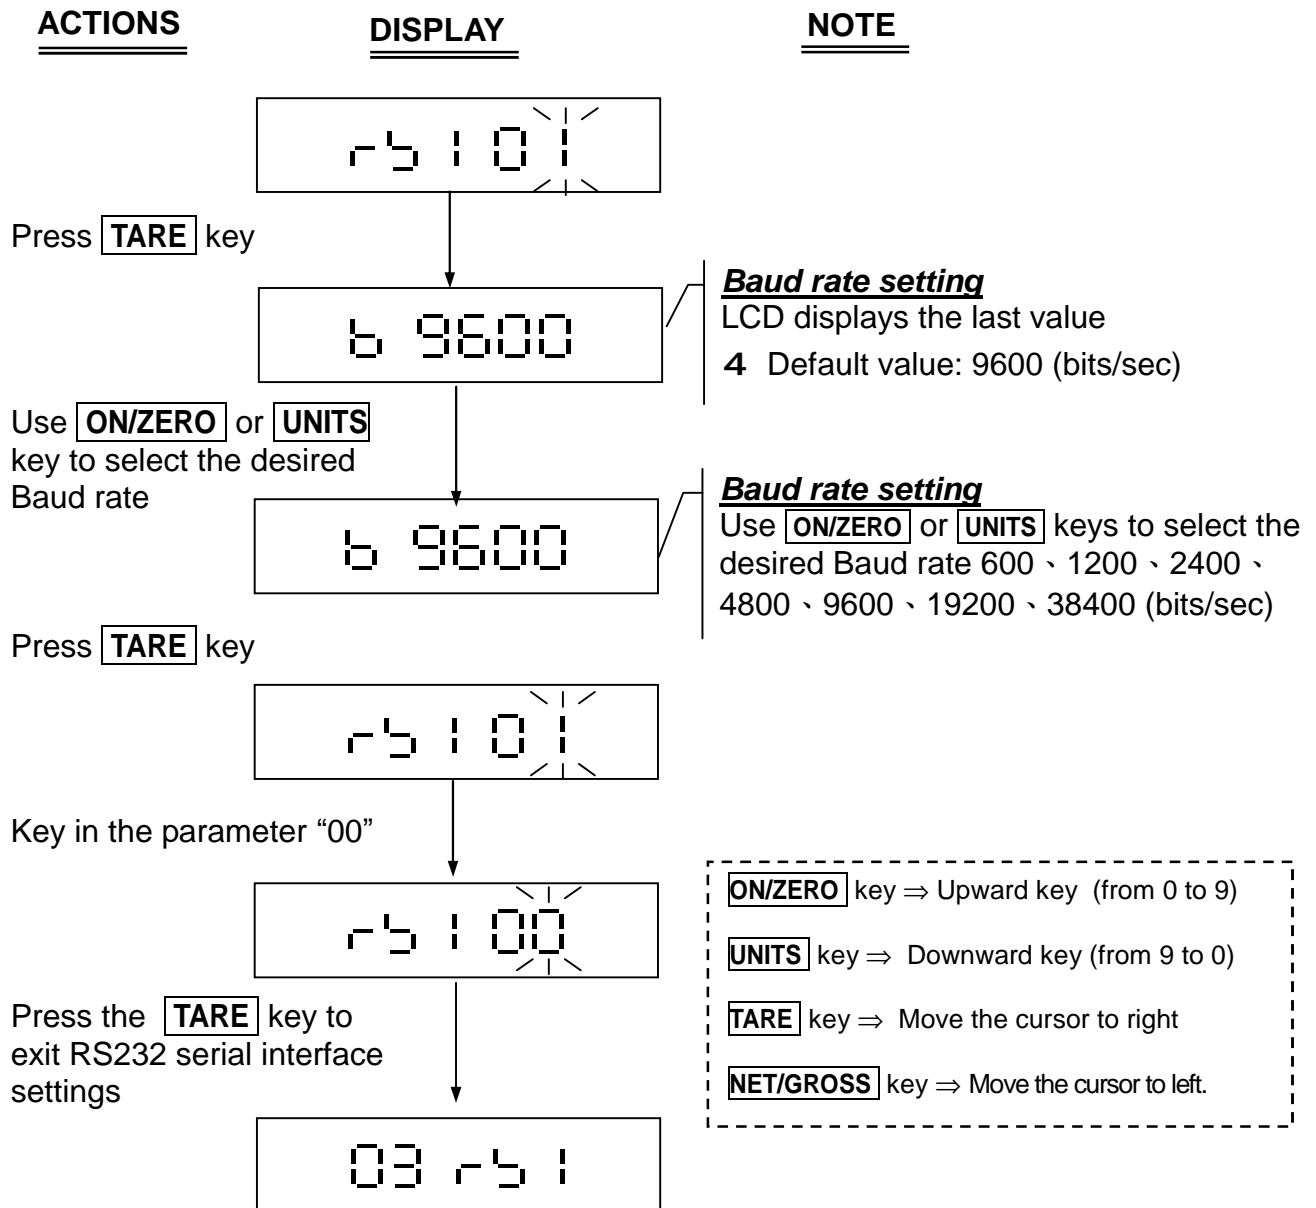 ACTIONS DISPLAY NOTE
rS101
Press TARE key
b 9600
Baud rate setting
LCD displays the last value
4 Default value: 9600 (bits/sec)
Use ON/ZERO or UNITS
key to select the desired
Baud rate
b 9600
Baud rate setting
Use ON/ZERO or UNITS keys to select the
desired Baud rate 600、1200、2400、
4800、9600、19200、38400 (bits/sec)
Press TARE key
rS101
Key in the parameter “00”
rS100
Press the TARE key to
exit RS232 serial interface
settings
03 rS1
ON/ZERO key ⇒ Upward key (from 0 to 9)
UNITS key ⇒ Downward key (from 9 to 0)
TARE key ⇒ Move the cursor to right
NET/GROSS key ⇒ Move the cursor to left.